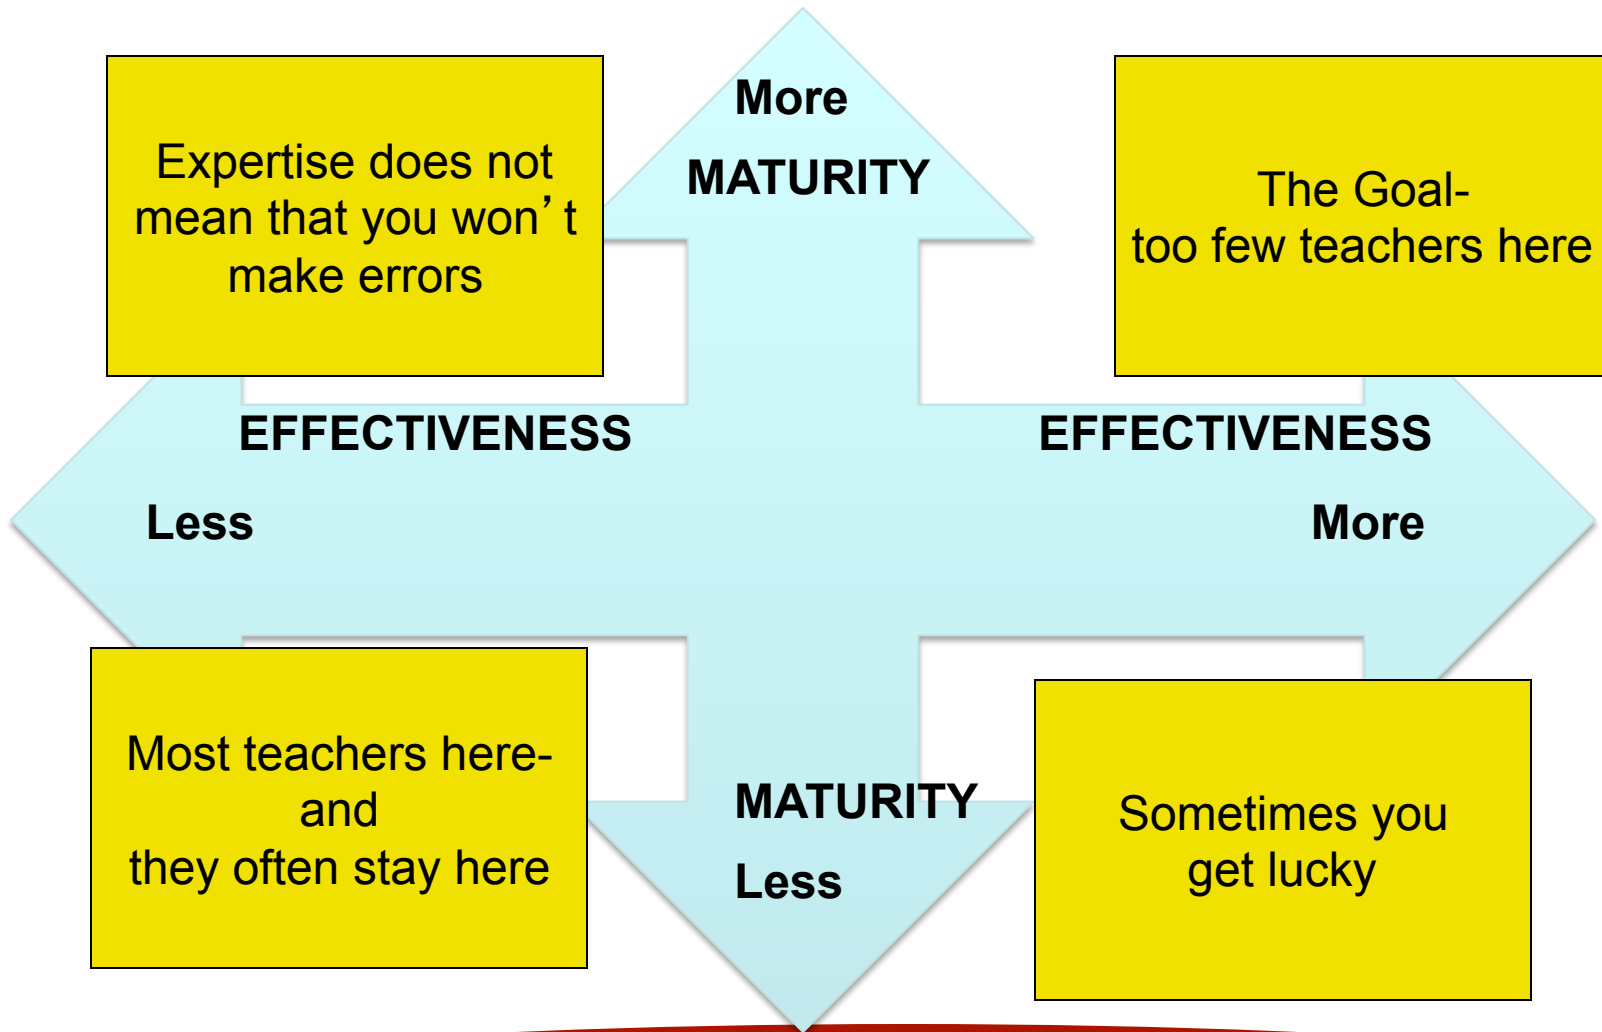 More
MATURITY
Expertise does not
mean that you won’ t
make errors
The Goal-
too few teachers here
EFFECTIVENESS
Less
EFFECTIVENESS
More
Most teachers here-
and
they often stay here
MATURITY
Less
Sometimes you
get lucky